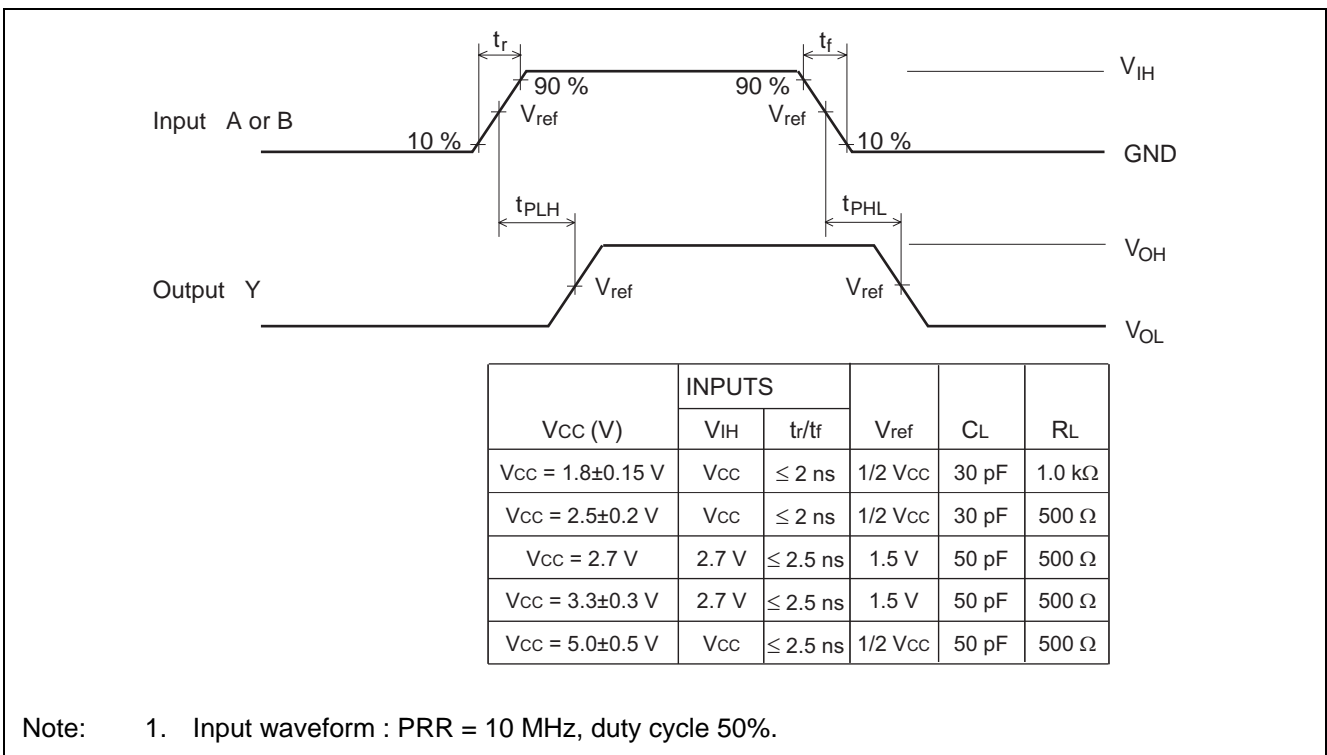 tr
tf
VIH
90 %
90 %
Input A or B
Vref
Vref
10 %
10 %
GND
tPLH
tPHL
VOH
Output Y
Vref
Vref
VOL
INPUTS
VCC (V) VIH tr/tf Vref CL RL
VCC = 1.8±0.15 V VCC ≤ 2 ns 1/2 VCC 30 pF 1.0 kΩ
VCC = 2.5±0.2 V VCC ≤ 2 ns 1/2 VCC 30 pF 500 Ω
VCC = 2.7 V 2.7 V ≤ 2.5 ns 1.5 V 50 pF 500 Ω
VCC = 3.3±0.3 V 2.7 V ≤ 2.5 ns 1.5 V 50 pF 500 Ω
VCC = 5.0±0.5 V VCC ≤ 2.5 ns 1/2 VCC 50 pF 500 Ω
Note: 1. Input waveform : PRR = 10 MHz, duty cycle 50%.